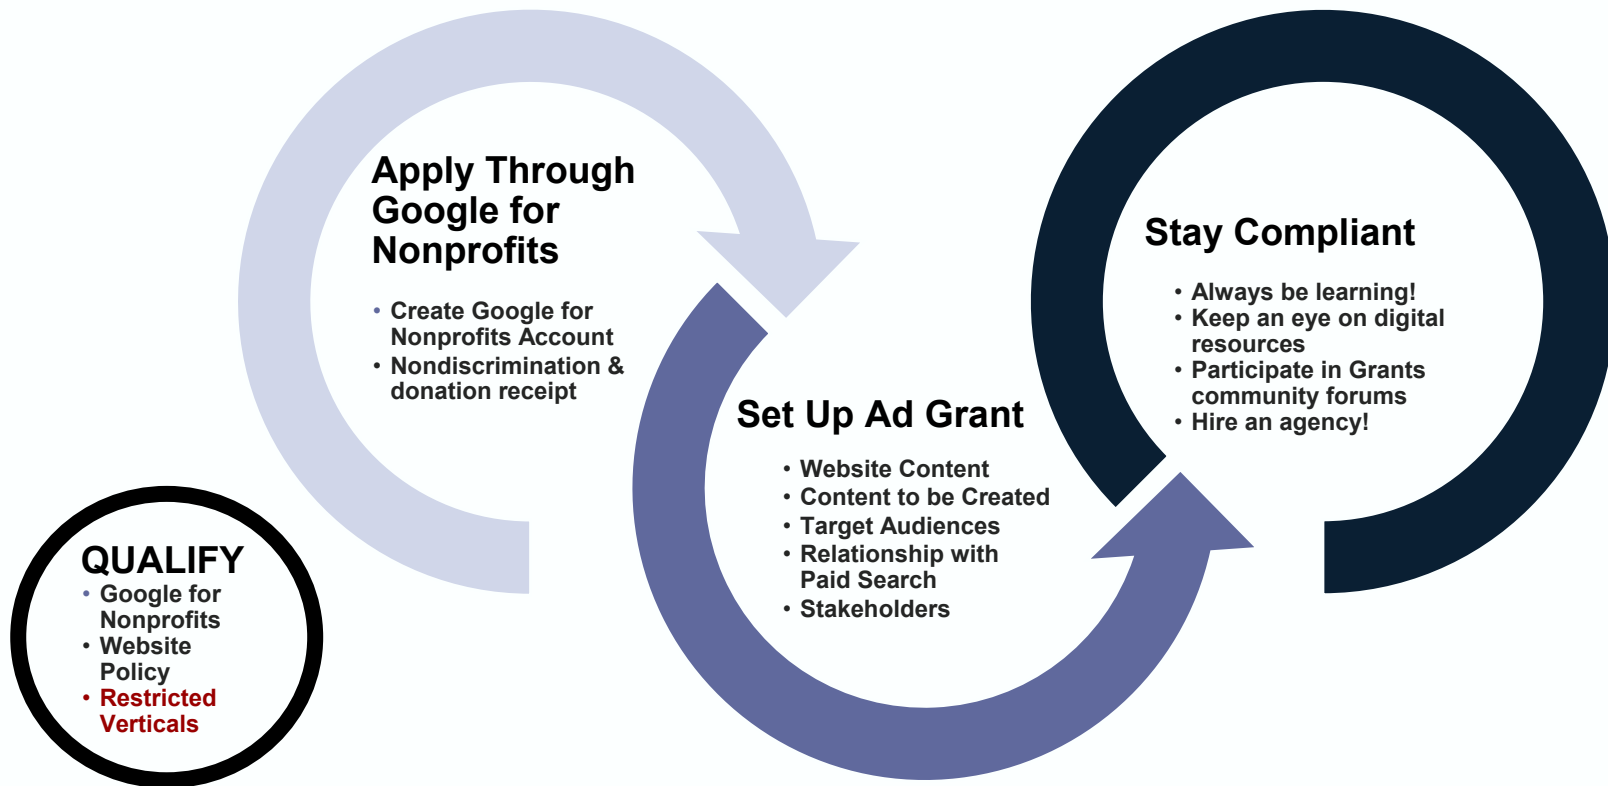 QUALIFY
• Google for
Nonprofits
• Website
Policy
• Restricted
Verticals
Apply Through
Google for
Nonprofits
• Create Google for
Nonprofits Account
• Nondiscrimination &
donation receipt
Set Up Ad Grant
• Website Content
• Content to be Created
• Target Audiences
• Relationship with
Paid Search
• Stakeholders
Stay Compliant
• Always be learning!
• Keep an eye on digital
resources
• Participate in Grants
community forums
• Hire an agency!